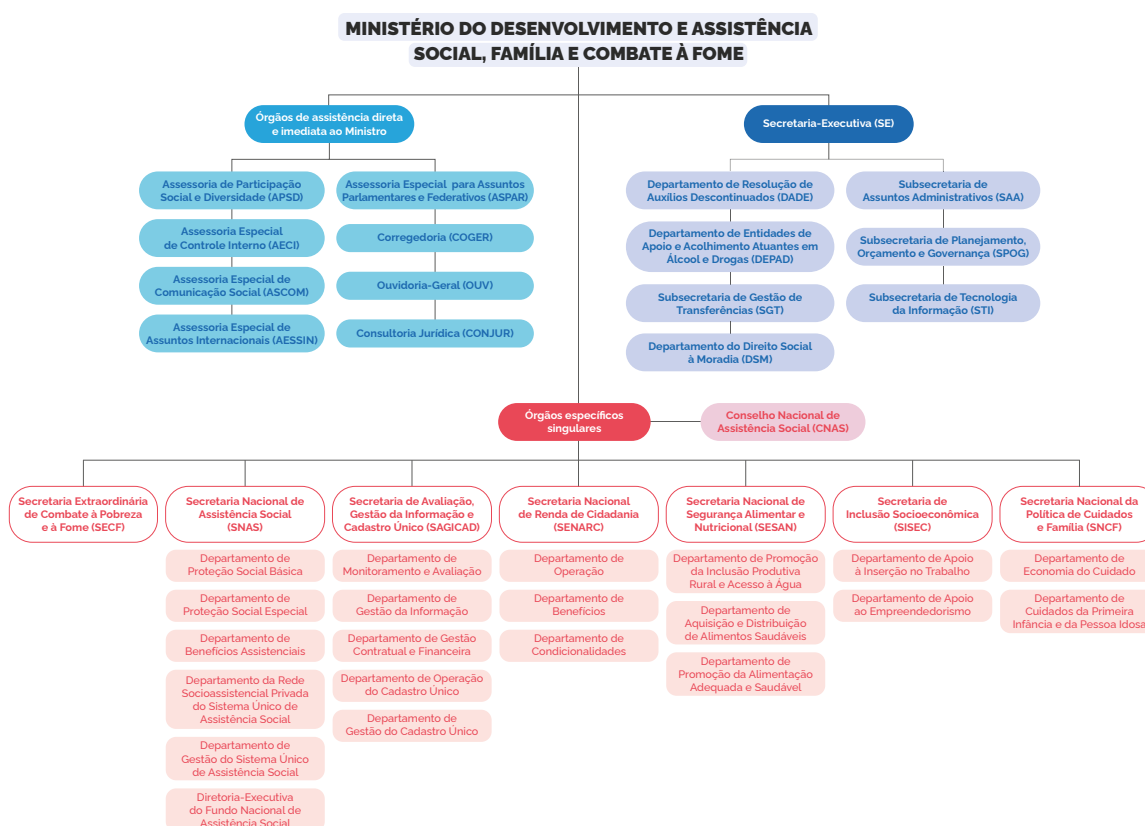 MINISTÉRIO DO DESENVOLVIMENTO E ASSISTÊNCIA
SOCIAL, FAMÍLIA E COMBATE À FOME
Órgãos de assistência direta
e imediata ao Ministro
Secretaria-Executiva (SE)
Assessoria de Participação
Social e Diversidade (APSD)
Assessoria Especial
de Controle Interno (AECI)
Assessoria Especial de
Comunicação Social (ASCOM)
Assessoria Especial de
Assuntos Internacionais (AESSIN)
Assessoria Especial para Assuntos
Parlamentares e Federativos (ASPAR)
Corregedoria (COGER)
Ouvidoria-Geral (OUV)
Consultoria Jurídica (CONJUR)
Departamento de Resolução de
Auxílios Descontinuados (DADE)
Departamento de Entidades de
Apoio e Acolhimento Atuantes em
Álcool e Drogas (DEPAD)
Subsecretaria de Gestão de
Transferências (SGT)
Departamento do Direito Social
à Moradia (DSM)
Subsecretaria de
Assuntos Administrativos (SAA)
Subsecretaria de Planejamento,
Orçamento e Governança (SPOG)
Subsecretaria de Tecnologia
da Informação (STI)
Órgãos específicos
singulares
Conselho Nacional de
Assistência Social (CNAS)
Secretaria Extraordinária
de Combate à Pobreza
e à Fome (SECF)
Secretaria Nacional de
Assistência Social
(SNAS)
Departamento de
Proteção Social Básica
Departamento de
Proteção Social Especial
Departamento de
Benefícios Assistenciais
Departamento da Rede
Socioassistencial Privada
do Sistema Único de
Assistência Social
Departamento de
Gestão do Sistema Único
de Assistência Social
Diretoria-Executiva
do Fundo Nacional de
Assistência Social
Secretaria de Avaliação,
Gestão da Informação e
Cadastro Único (SAGICAD)
Departamento de
Monitoramento e Avaliação
Departamento de
Gestão da Informação
Departamento de Gestão
Contratual e Financeira
Departamento de Operação
do Cadastro Único
Departamento de
Gestão do Cadastro Único
Secretaria Nacional
de Renda de Cidadania
(SENARC)
Departamento de
Operação
Departamento de
Benefícios
Departamento de
Condicionalidades
Secretaria Nacional de
Segurança Alimentar e
Nutricional (SESAN)
Departamento de Promoção
da Inclusão Produtiva
Rural e Acesso à Água
Departamento de
Aquisição e Distribuição
de Alimentos Saudáveis
Departamento de
Promoção da Alimentação
Adequada e Saudável
Secretaria de
Inclusão Socioeconômica
(SISEC)
Departamento de Apoio
à Inserção no Trabalho
Departamento de Apoio
ao Empreendedorismo
Secretaria Nacional da
Política de Cuidados
e Família (SNCF)
Departamento de
Economia do Cuidado
Departamento de
Cuidados da Primeira
Infância e da Pessoa Idosa